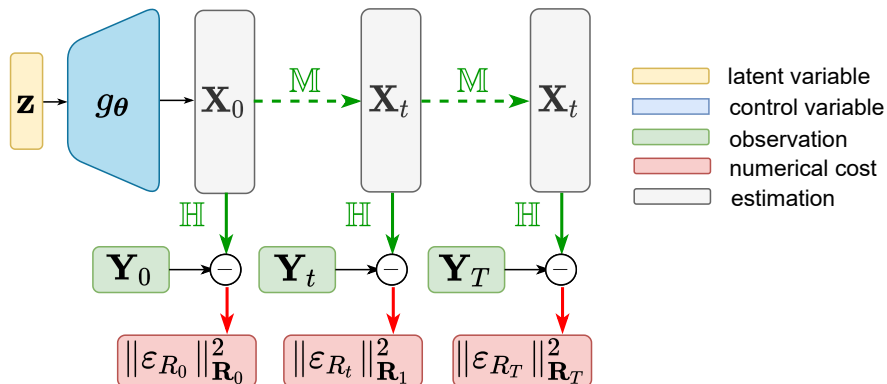 z g_θ X_0 𝕄 X_t 𝕄 X_t
ℍ ℍ ℍ
Y_0 − Y_t − Y_T −
‖ε_{R_0}‖²_{R_0} ‖ε_{R_t}‖²_{R_1} ‖ε_{R_T}‖²_{R_T}
latent variable
control variable
observation
numerical cost
estimation